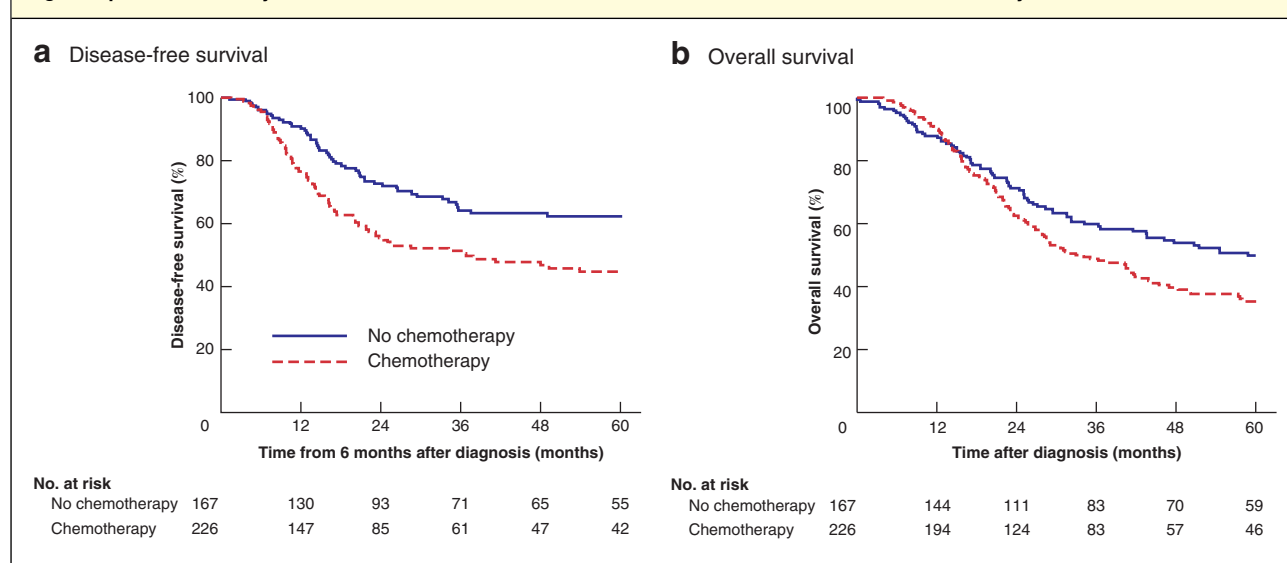 a Disease-free survival
100
80
60
40
20
0
Disease-free survival (%)
No chemotherapy
Chemotherapy
12 24 36 48 60
Time from 6 months after diagnosis (months)
No. at risk
No chemotherapy 167 130 93 71 65 55
Chemotherapy 226 147 85 61 47 42
b Overall survival
100
80
60
40
20
0
Overall survival (%)
12 24 36 48 60
Time after diagnosis (months)
No. at risk
No chemotherapy 167 144 111 83 70 59
Chemotherapy 226 194 124 83 57 46